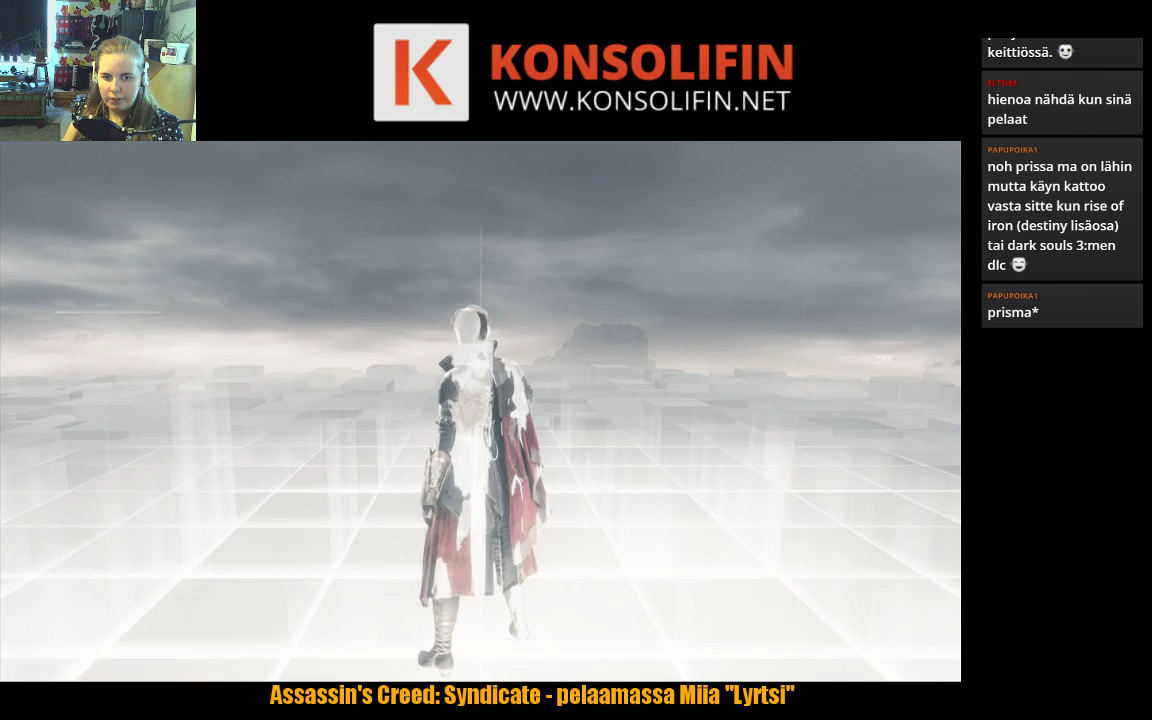 K KONSOLIFIN
WWW.KONSOLIFIN.NET
keittiössä.
ELTSI85
hienoa nähdä kun sinä
pelaat
PAPUPOIKA1
noh prissa ma on lähin
mutta käyn kattoo
vasta sitte kun rise of
iron (destiny lisäosa)
tai dark souls 3:men
dlc
PAPUPOIKA1
prisma*
Assassin's Creed: Syndicate - pelaamassa Miia "Lyrtsi"